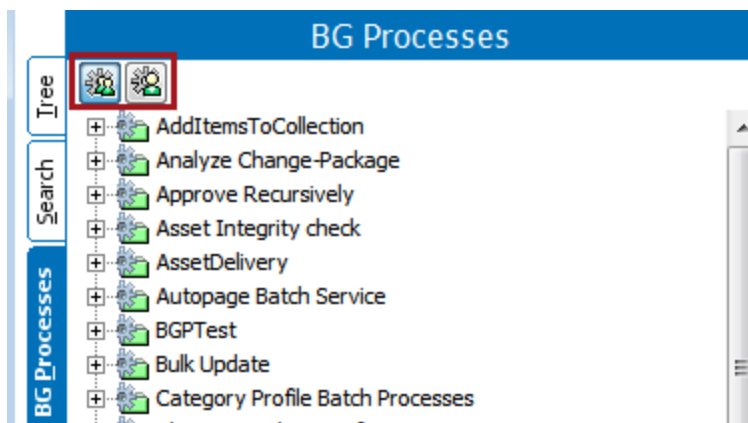 BG Processes
Tree
Search
BG Processes
AddItemsToCollection
Analyze Change-Package
Approve Recursively
Asset Integrity check
AssetDelivery
Autopage Batch Service
BGPTest
Bulk Update
Category Profile Batch Processes